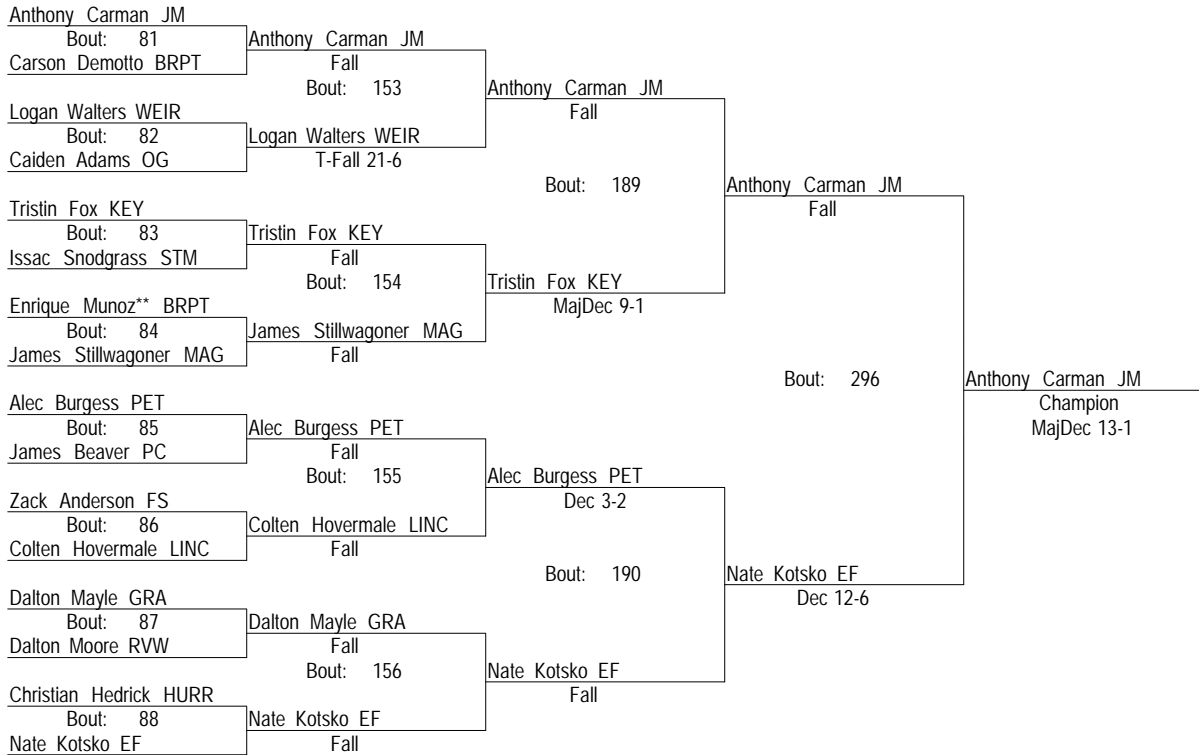 Anthony Carman JM
Bout: 81
Carson Demotto BRPT
Logan Walters WEIR
Bout: 82
Caiden Adams OG
Tristin Fox KEY
Bout: 83
Issac Snodgrass STM
Enrique Munoz** BRPT
Bout: 84
James Stillwagoner MAG
Alec Burgess PET
Bout: 85
James Beaver PC
Zack Anderson FS
Bout: 86
Colten Hovermale LINC
Dalton Mayle GRA
Bout: 87
Dalton Moore RVW
Christian Hedrick HURR
Bout: 88
Nate Kotsko EF
Anthony Carman JM
Fall
Bout: 153
Logan Walters WEIR
T-Fall 21-6
Tristin Fox KEY
Fall
Bout: 154
James Stillwagoner MAG
Fall
Alec Burgess PET
Fall
Bout: 155
Colten Hovermale LINC
Fall
Dalton Mayle GRA
Fall
Bout: 156
Nate Kotsko EF
Fall
Anthony Carman JM
Fall
Bout: 189
Tristin Fox KEY
MajDec 9-1
Alec Burgess PET
Dec 3-2
Bout: 190
Nate Kotsko EF
Fall
Anthony Carman JM
Fall
Bout: 296
Nate Kotsko EF
Dec 12-6
Anthony Carman JM
Champion
MajDec 13-1